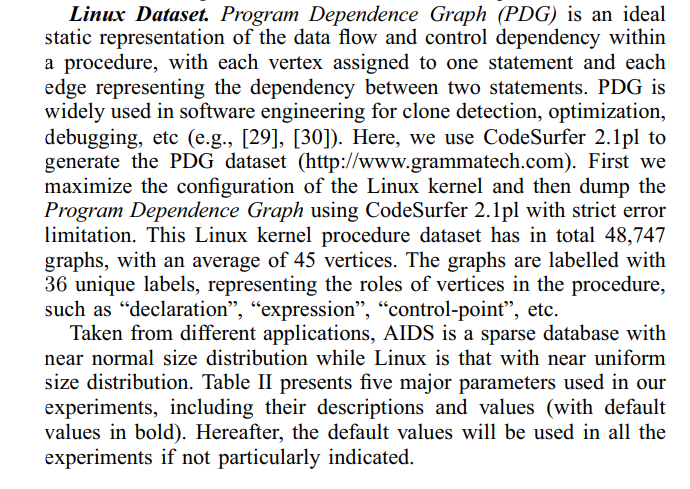 Linux Dataset. Program Dependence Graph (PDG) is an ideal
static representation of the data flow and control dependency within
a procedure, with each vertex assigned to one statement and each
edge representing the dependency between two statements. PDG is
widely used in software engineering for clone detection, optimization,
debugging, etc (e.g., [29], [30]). Here, we use CodeSurfer 2.1pl to
generate the PDG dataset (http://www.grammatech.com). First we
maximize the configuration of the Linux kernel and then dump the
Program Dependence Graph using CodeSurfer 2.1pl with strict error
limitation. This Linux kernel procedure dataset has in total 48,747
graphs, with an average of 45 vertices. The graphs are labelled with
36 unique labels, representing the roles of vertices in the procedure,
such as “declaration”, “expression”, “control-point”, etc.
Taken from different applications, AIDS is a sparse database with
near normal size distribution while Linux is that with near uniform
size distribution. Table II presents five major parameters used in our
experiments, including their descriptions and values (with default
values in bold). Hereafter, the default values will be used in all the
experiments if not particularly indicated.